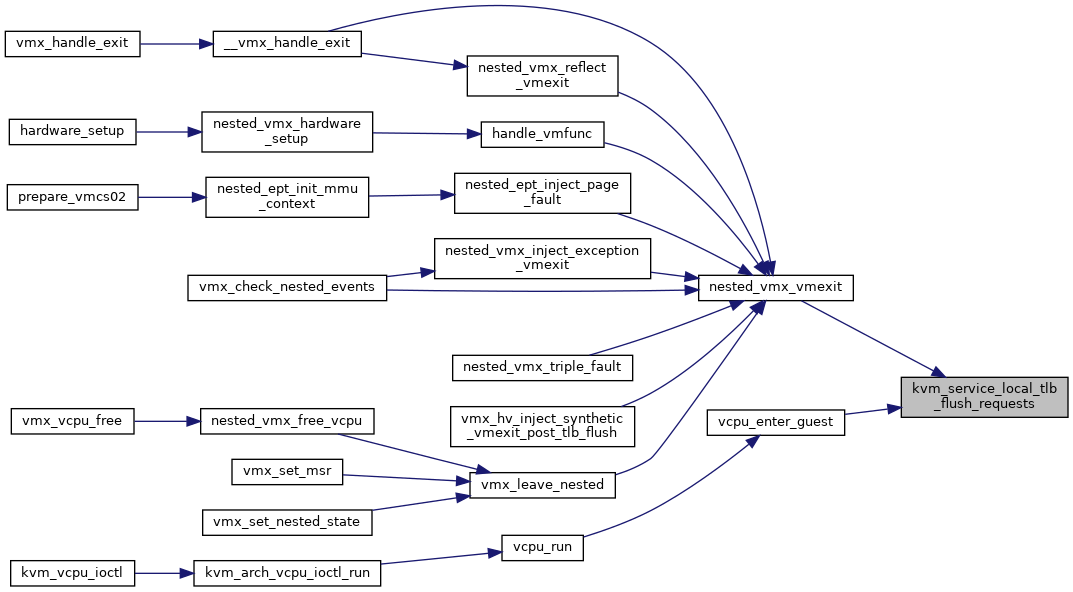 vmx_handle_exit
__vmx_handle_exit
nested_vmx_reflect
_vmexit
hardware_setup
nested_vmx_hardware
_setup
handle_vmfunc
prepare_vmcs02
nested_ept_init_mmu
_context
nested_ept_inject_page
_fault
nested_vmx_inject_exception
_vmexit
vmx_check_nested_events
nested_vmx_vmexit
nested_vmx_triple_fault
kvm_service_local_tlb
_flush_requests
vmx_vcpu_free
nested_vmx_free_vcpu
vmx_hv_inject_synthetic
_vmexit_post_tlb_flush
vcpu_enter_guest
vmx_set_msr
vmx_leave_nested
vmx_set_nested_state
vcpu_run
kvm_vcpu_ioctl
kvm_arch_vcpu_ioctl_run